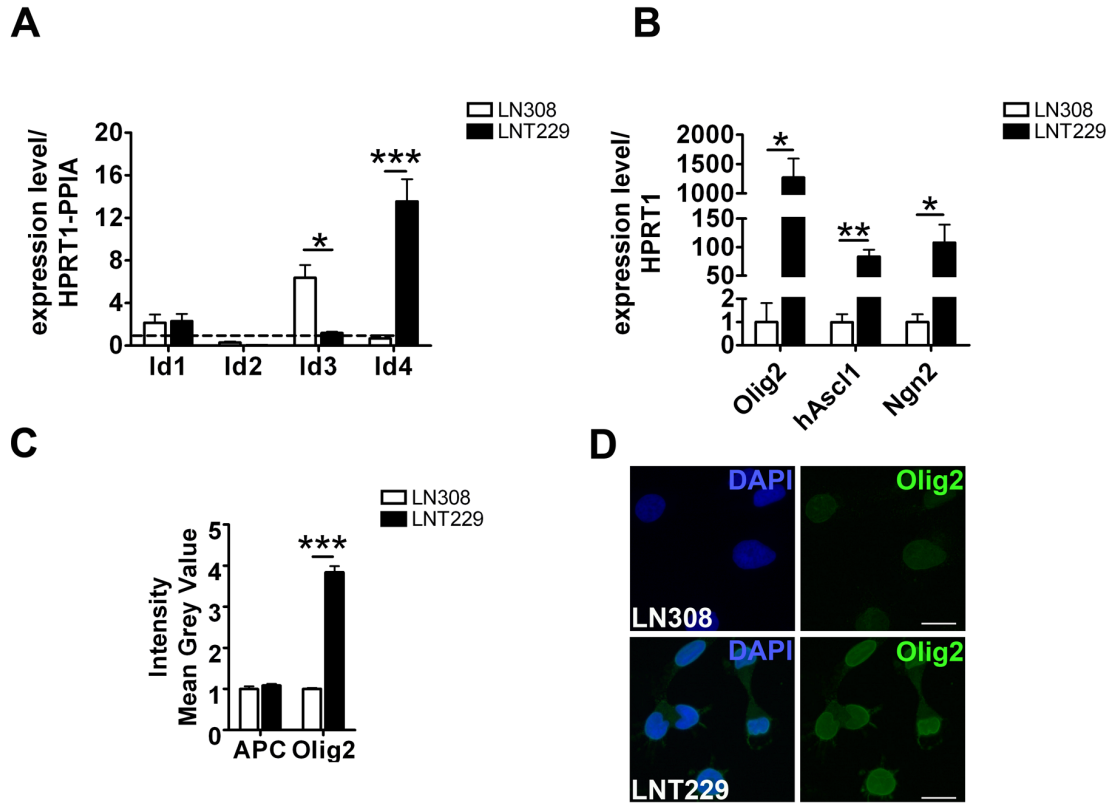 A
LN308
LNT229
expression level/
HPRT1-PPIA
20
16
12
8
4
0
*
***
Id1 Id2 Id3 Id4
B
LN308
LNT229
expression level/
HPRT1
2000
1500
1000
150
100
50
2
1
0
*
**
*
Olig2
hAscl1
Ngn2
C
LN308
LNT229
Intensity
Mean Grey Value
5
4
3
2
1
0
***
APC Olig2
D
DAPI
Olig2
LN308
DAPI
Olig2
LNT229